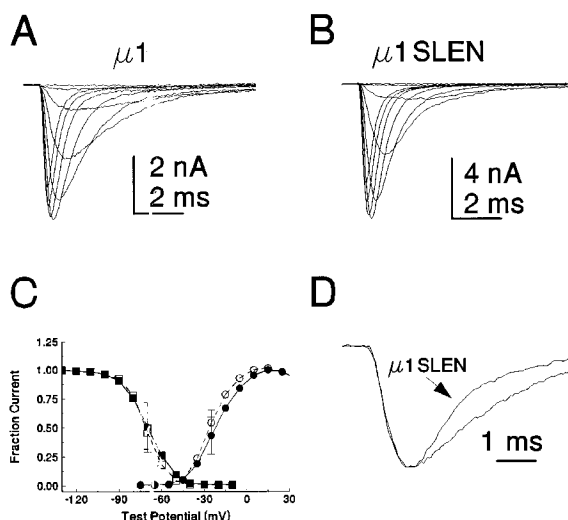 A
μ1
2 nA
2 ms
B
μ1 SLEN
4 nA
2 ms
C
Fraction Current
1.25
1.00
0.75
0.50
0.25
0.00
-120 -90 -60 -30 0 30
Test Potential (mV)
D
μ1 SLEN
1 ms